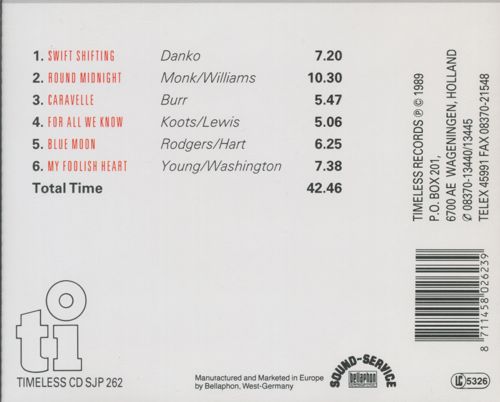 1. SWIFT SHIFTING Danko 7.20
2. ROUND MIDNIGHT Monk/Williams 10.30
3. CARAVELLE Burr 5.47
4. FOR ALL WE KNOW Koots/Lewis 5.06
5. BLUE MOON Rodgers/Hart 6.25
6. MY FOOLISH HEART Young/Washington 7.38
Total Time 42.46
TIMELESS RECORDS ℗ © 1989
P.O. BOX 201,
6700 AE WAGENINGEN, HOLLAND
✆ 08370-13440/13445
TELEX 45991 FAX 08370-21548
8 711458 026239
ti
TIMELESS CD SJP 262
Manuractured and Marketed in Europe
by Bellaphon, West-Germany
SOUND-SERVICE
bellaphon
LC 5326